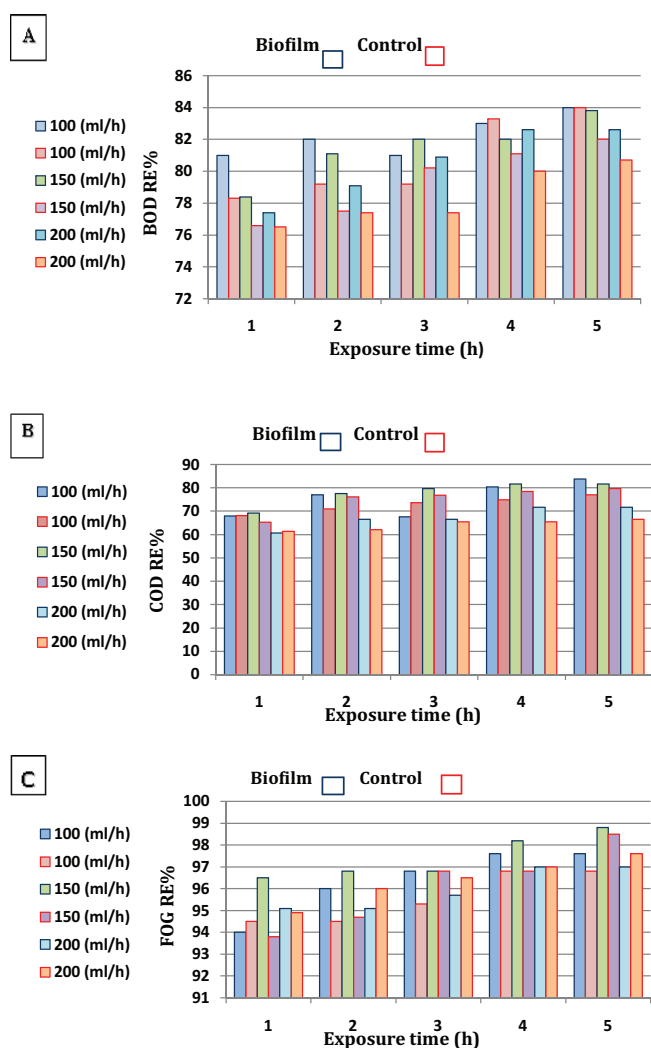 A
Biofilm Control
100 (ml/h)
100 (ml/h)
150 (ml/h)
150 (ml/h)
200 (ml/h)
200 (ml/h)
BOD RE%
86
84
82
80
78
76
74
72
1 2 3 4 5
Exposure time (h)
B
Biofilm Control
100 (ml/h)
100 (ml/h)
150 (ml/h)
150 (ml/h)
200 (ml/h)
200 (ml/h)
COD RE%
90
80
70
60
50
40
30
20
10
0
1 2 3 4 5
Exposure time (h)
C
Biofilm Control
100 (ml/h)
100 (ml/h)
150 (ml/h)
150 (ml/h)
200 (ml/h)
200 (ml/h)
FOG RE%
100
99
98
97
96
95
94
93
92
91
1 2 3 4 5
Exposure time (h)